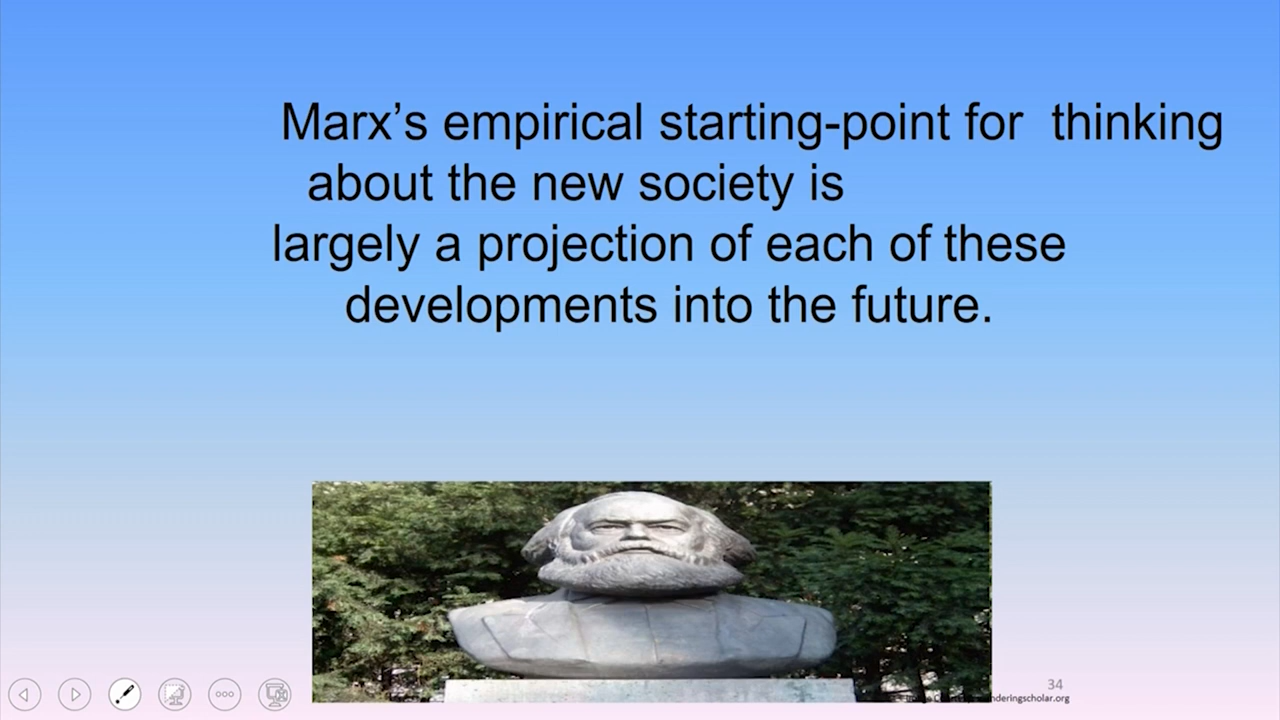 Marx’s empirical starting-point for thinking
about the new society is
largely a projection of each of these
developments into the future.
34